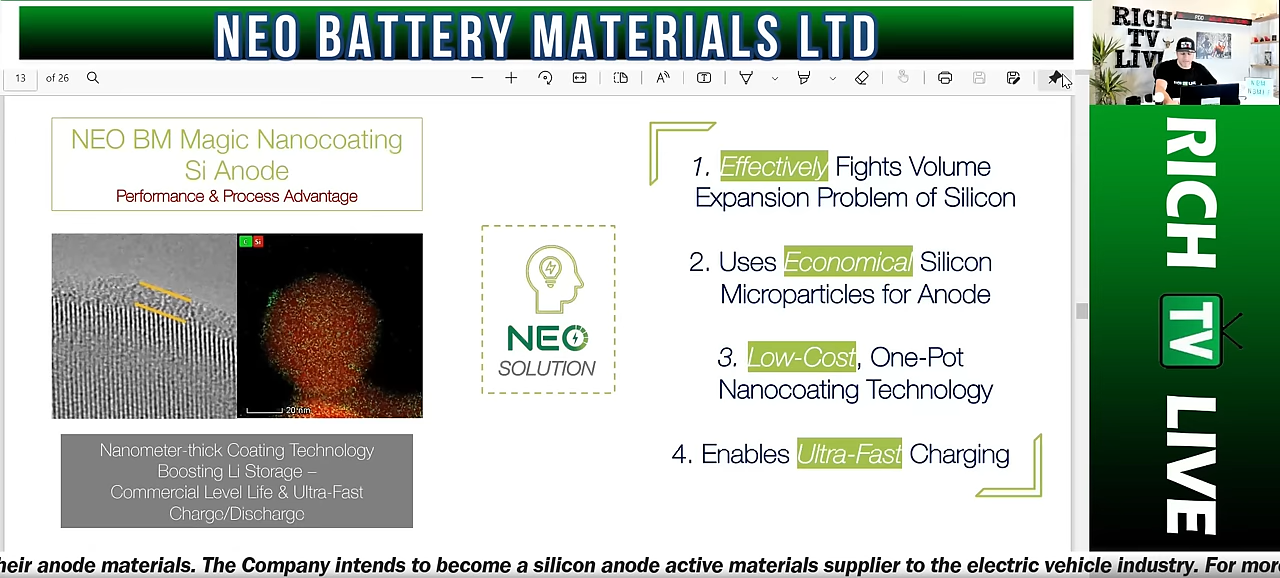 NEO BATTERY MATERIALS LTD
RICH
TV
LIV
13 of 26
NEO BM Magic Nanocoating
Si Anode
Performance & Process Advantage
Si
20 nm
Nanometer-thick Coating Technology
Boosting Li Storage –
Commercial Level Life & Ultra-Fast
Charge/Discharge
NEO
SOLUTION
1. Effectively Fights Volume
Expansion Problem of Silicon
2. Uses Economical Silicon
Microparticles for Anode
3. Low-Cost, One-Pot
Nanocoating Technology
4. Enables Ultra-Fast Charging
RICH
TV
LIVE
heir anode materials. The Company intends to become a silicon anode active materials supplier to the electric vehicle industry. For mor